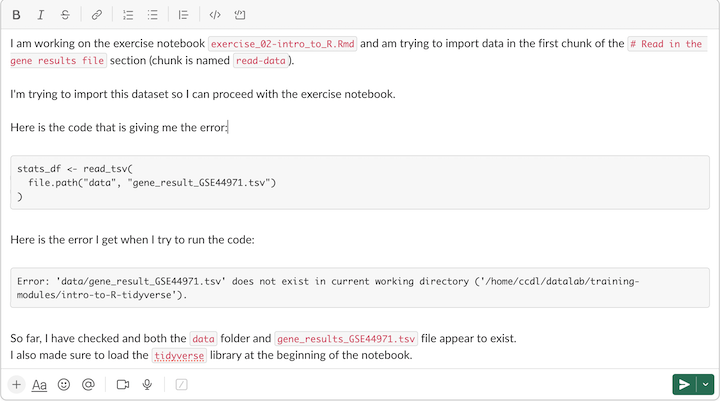 B I S
I am working on the exercise notebook exercise_02-intro_to_R.Rmd and am trying to import data in the first chunk of the # Read in the
gene results file section (chunk is named read-data).
I'm trying to import this dataset so I can proceed with the exercise notebook.
Here is the code that is giving me the error:
stats_df <- read_tsv(
file.path("data", "gene_result_GSE44971.tsv")
)
Here is the error I get when I try to run the code:
Error: 'data/gene_result_GSE44971.tsv' does not exist in current working directory ('/home/ccdl/datalab/training-
modules/intro-to-R-tidyverse').
So far, I have checked and both the data folder and gene_results_GSE44971.tsv file appear to exist.
I also made sure to load the tidyverse library at the beginning of the notebook.
Aa